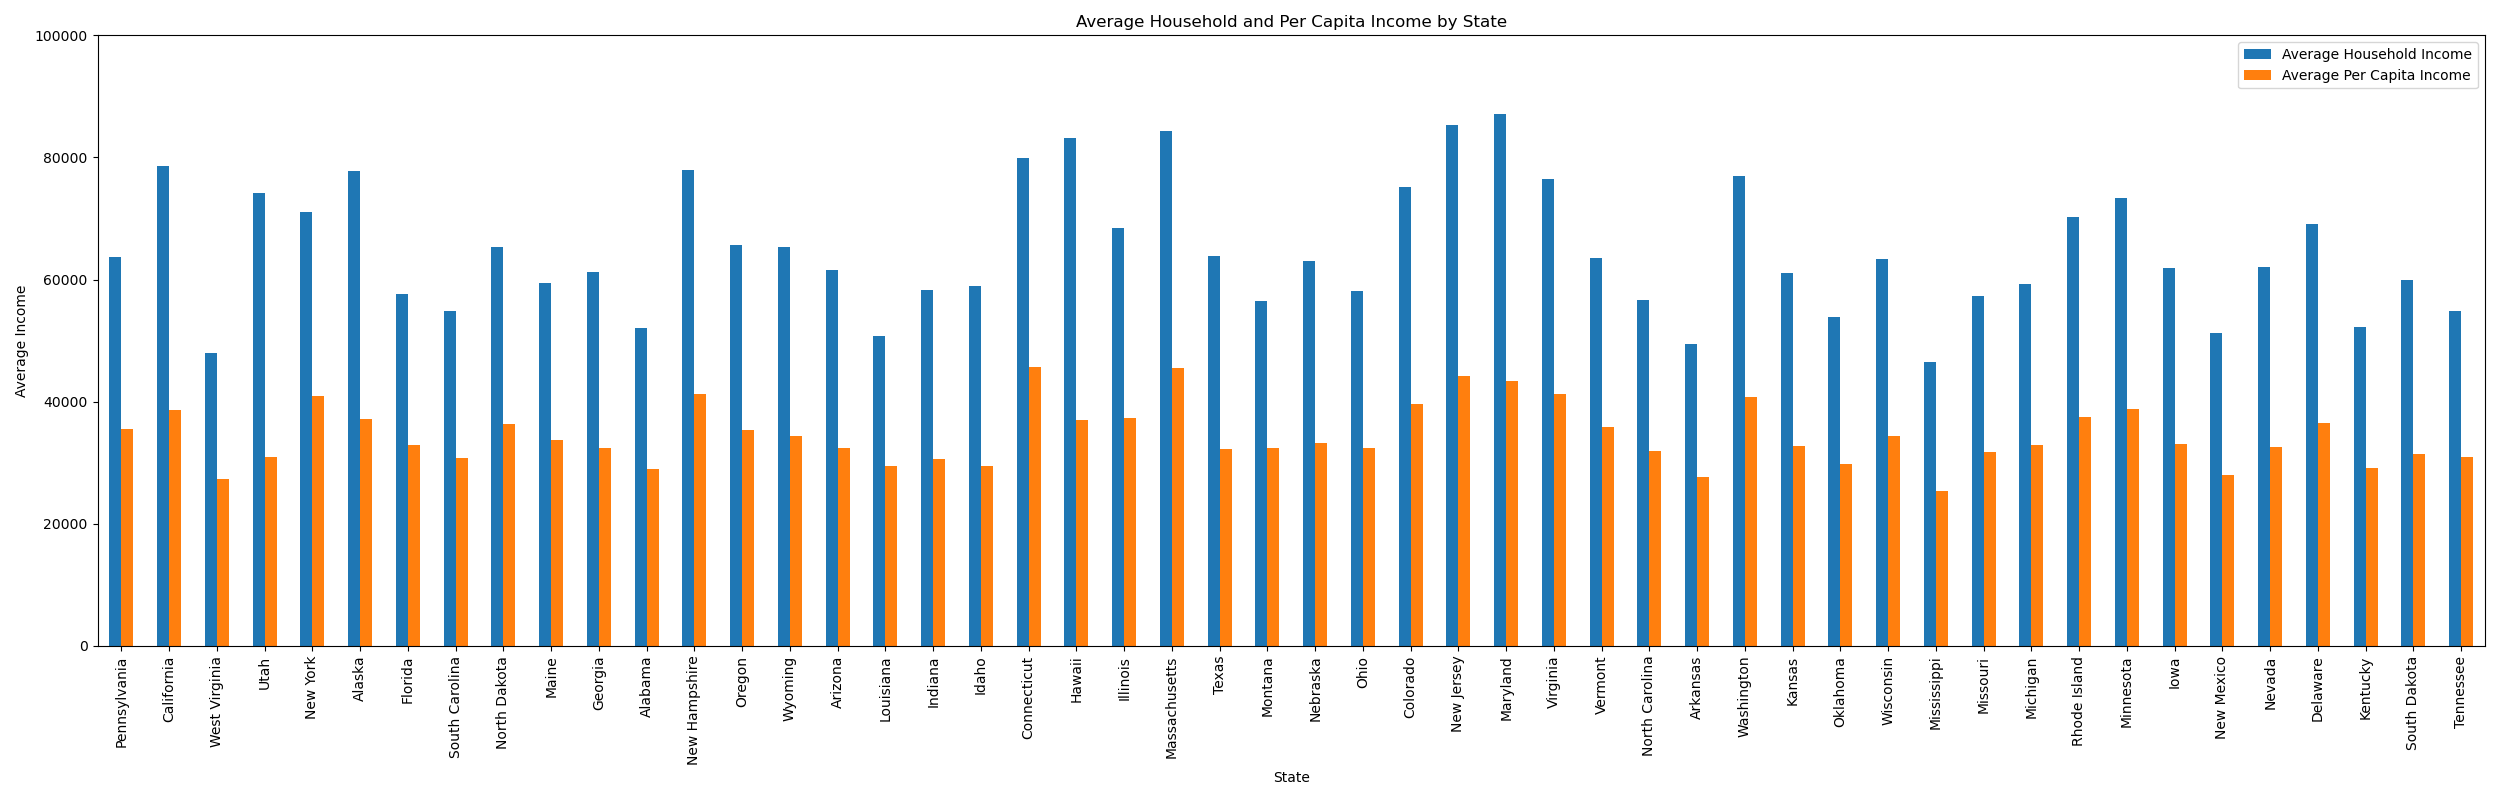 Average Household and Per Capita Income by State
Average Household Income
Average Per Capita Income
Average Income
100000
80000
60000
40000
20000
0
Pennsylvania
California
West Virginia
Utah
New York
Alaska
Florida
South Carolina
North Dakota
Maine
Georgia
Alabama
New Hampshire
Oregon
Wyoming
Arizona
Louisiana
Indiana
Idaho
Connecticut
Hawaii
Illinois
Massachusetts
Texas
Montana
Nebraska
Ohio
Colorado
New Jersey
Maryland
Virginia
Vermont
North Carolina
Arkansas
Washington
Kansas
Oklahoma
Wisconsin
Mississippi
Missouri
Michigan
Rhode Island
Minnesota
Iowa
New Mexico
Nevada
Delaware
Kentucky
South Dakota
Tennessee
State